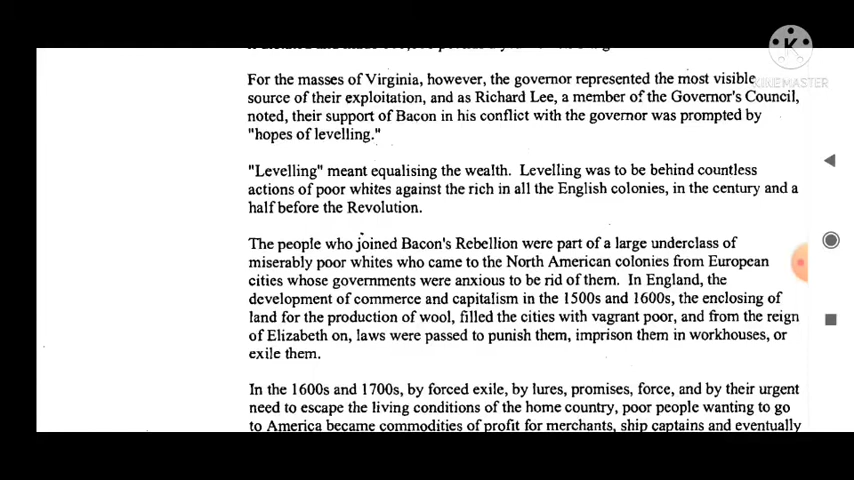 KINEMASTER
For the masses of Virginia, however, the governor represented the most visible
source of their exploitation, and as Richard Lee, a member of the Governor's Council,
noted, their support of Bacon in his conflict with the governor was prompted by
"hopes of levelling."
"Levelling" meant equalising the wealth. Levelling was to be behind countless
actions of poor whites against the rich in all the English colonies, in the century and a
half before the Revolution.
The people who joined Bacon's Rebellion were part of a large underclass of
miserably poor whites who came to the North American colonies from European
cities whose governments were anxious to be rid of them. In England, the
development of commerce and capitalism in the 1500s and 1600s, the enclosing of
land for the production of wool, filled the cities with vagrant poor, and from the reign
of Elizabeth on, laws were passed to punish them, imprison them in workhouses, or
exile them.
In the 1600s and 1700s, by forced exile, by lures, promises, force, and by their urgent
need to escape the living conditions of the home country, poor people wanting to go
to America became commodities of profit for merchants, ship captains and eventually